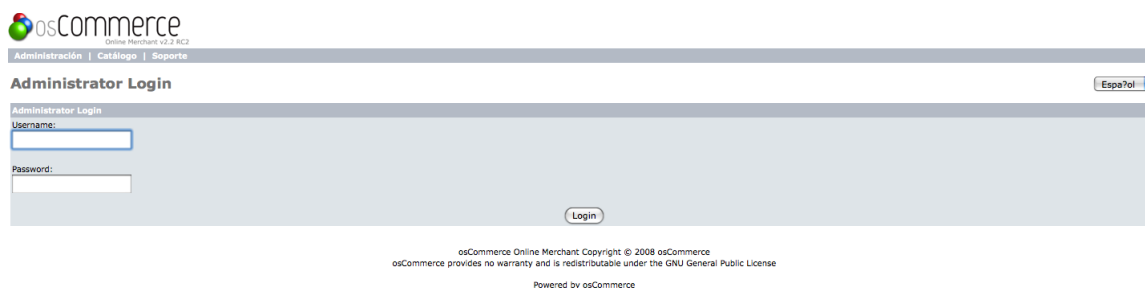 osCommerce
Online Merchant v2.2 RC2
Administración | Catálogo | Soporte
Administrator Login
Espa?ol
Administrator Login
Username:
Password:
Login
osCommerce Online Merchant Copyright © 2008 osCommerce
osCommerce provides no warranty and is redistributable under the GNU General Public License
Powered by osCommerce